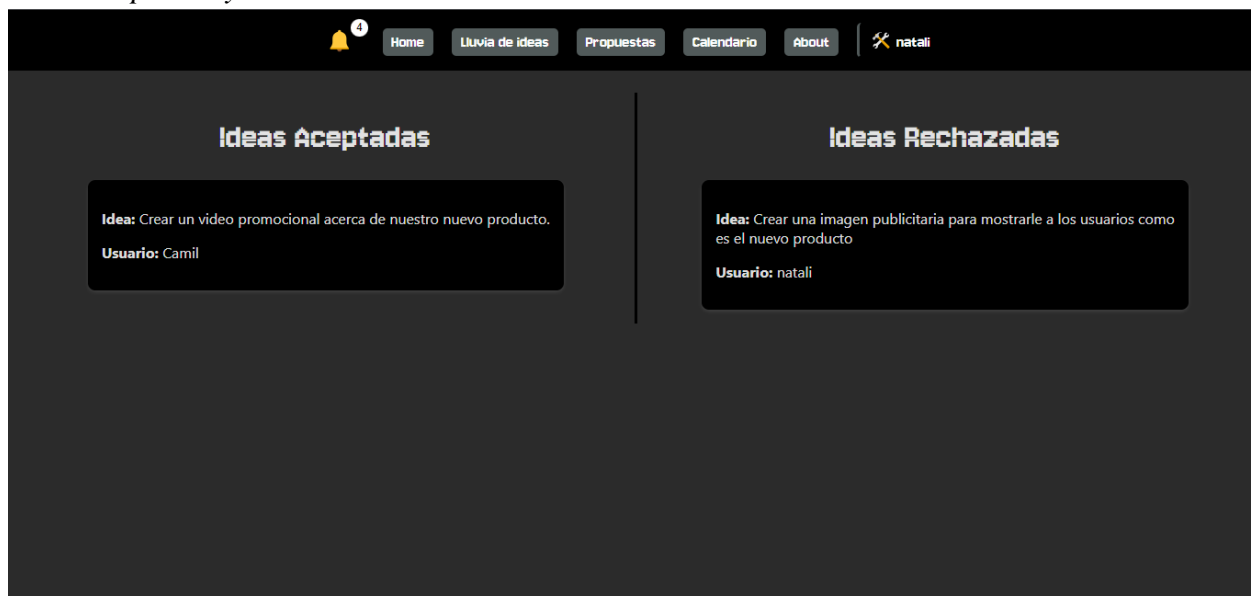 4
Home
Lluvia de ideas
Propuestas
Calendario
About
natali
Ideas Aceptadas
Idea: Crear un video promocional acerca de nuestro nuevo producto.
Usuario: Camil
Ideas Rechazadas
Idea: Crear una imagen publicitaria para mostrarle a los usuarios como
es el nuevo producto
Usuario: natali